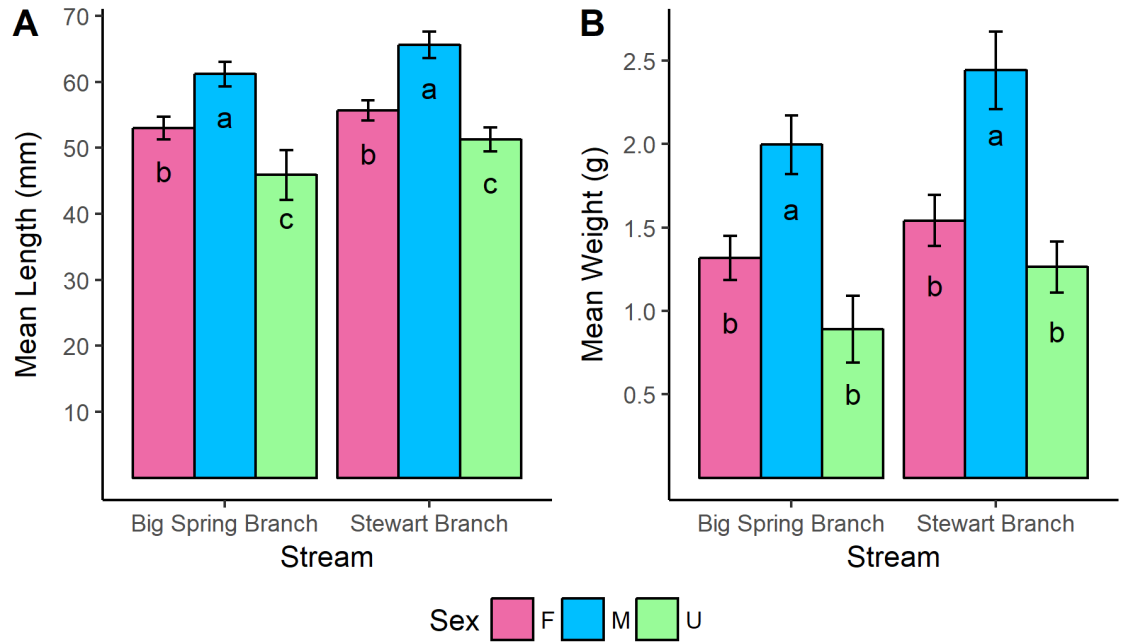 A
Mean Length (mm)
70
60
50
40
30
20
10
b
a
c
b
a
c
Big Spring Branch
Stewart Branch
Stream
B
Mean Weight (g)
2.5
2.0
1.5
1.0
0.5
b
a
b
b
a
b
Big Spring Branch
Stewart Branch
Stream
Sex F M U